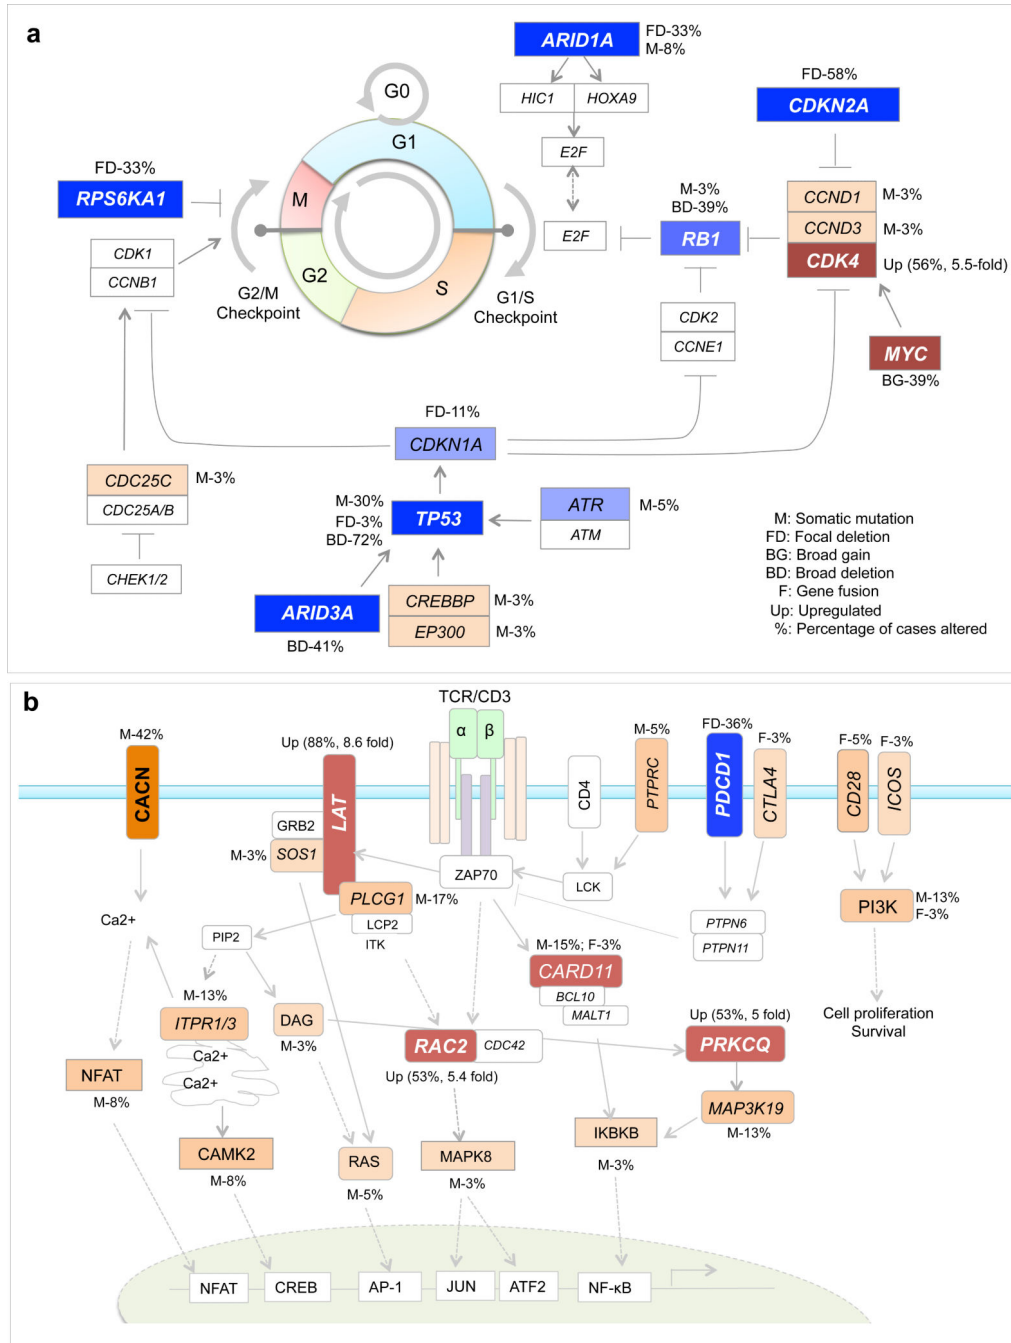 a
G0
G1
M
G2
S
G2/M
Checkpoint
G1/S
Checkpoint
FD-33%
RPS6KA1
CDK1
CCNB1
ARID1A
FD-33%
M-8%
HIC1
HOXA9
E2F
E2F
M-3%
BD-39%
RB1
FD-58%
CDKN2A
CCND1
M-3%
CCND3
M-3%
CDK4
Up (56%, 5.5-fold)
MYC
BG-39%
CDK2
CCNE1
FD-11%
CDKN1A
CDC25C
M-3%
CDC25A/B
CHEK1/2
M-30%
FD-3%
BD-72%
TP53
ATR
M-5%
ATM
ARID3A
BD-41%
CREBBP
M-3%
EP300
M-3%
M: Somatic mutation
FD: Focal deletion
BG: Broad gain
BD: Broad deletion
F: Gene fusion
Up: Upregulated
%: Percentage of cases altered
b
TCR/CD3
α
β
M-42%
CACN
Up (88%, 8.6 fold)
LAT
GRB2
M-3%
SOS1
PLCG1
M-17%
LCP2
ITK
ZAP70
CD4
LCK
M-5%
PTPRC
FD-36%
PDCD1
F-3%
CTLA4
F-5%
CD28
F-3%
ICOS
PTPN6
PTPN11
PI3K
M-13%
F-3%
Cell proliferation
Survival
Ca2+
PIP2
M-13%
ITPR1/3
Ca2+
Ca2+
DAG
M-3%
M-15%; F-3%
CARD11
BCL10
MALT1
RAC2
CDC42
Up (53%, 5.4 fold)
Up (53%, 5 fold)
PRKCQ
MAP3K19
M-13%
NFAT
M-8%
CAMK2
M-8%
RAS
M-5%
MAPK8
M-3%
IKBKB
M-3%
NFAT
CREB
AP-1
JUN
ATF2
NF-κB